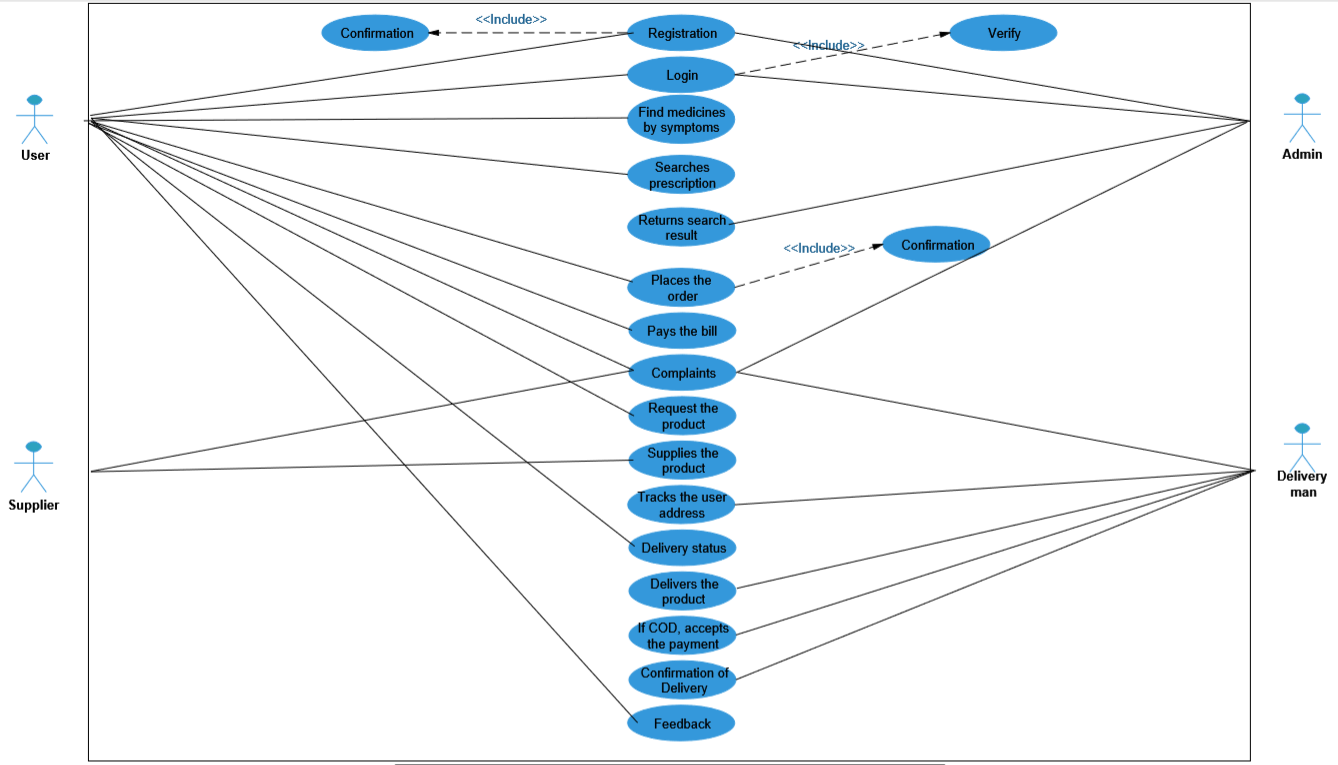 <<Include>>
Confirmation
Registration
Verify
<<Include>>
Login
Find medicines
by symptoms
User
Admin
Searches
prescription
Returns search
result
<<Include>>
Confirmation
Places the
order
Pays the bill
Complaints
Request the
product
Supplies the
product
Supplier
Delivery
man
Tracks the user
address
Delivery status
Delivers the
product
If COD, accepts
the payment
Confirmation of
Delivery
Feedback